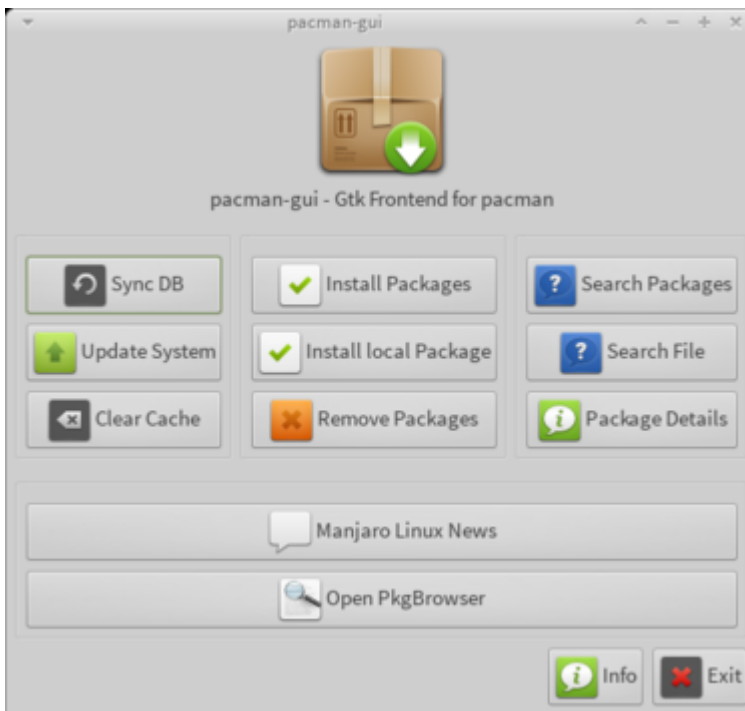 pacman-gui
pacman-gui - Gtk Frontend for pacman
Sync DB
Install Packages
Search Packages
Update System
Install local Package
Search File
Clear Cache
Remove Packages
Package Details
Manjaro Linux News
Open PkgBrowser
Info
Exit